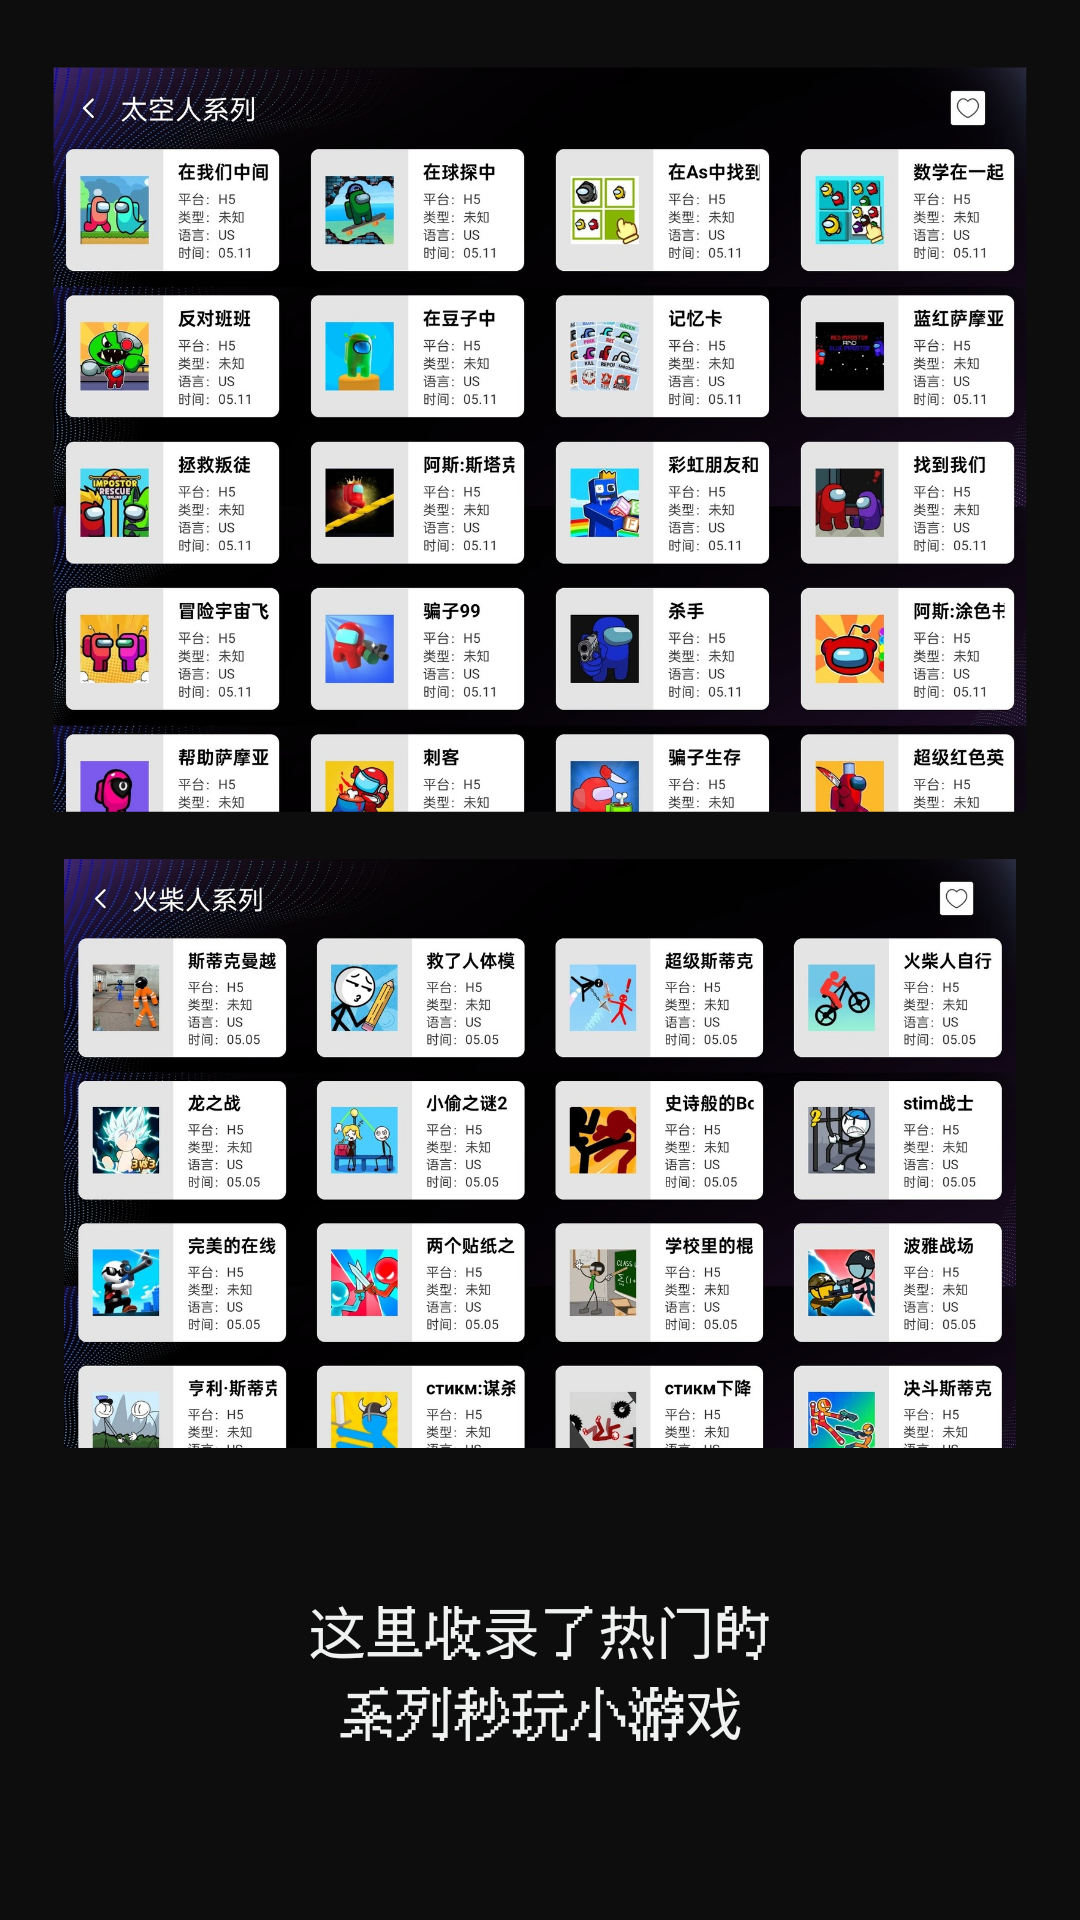 太空人系列
在我们中间
平台：H5
类型：未知
语言：US
时间：05.11
在球探中
平台：H5
类型：未知
语言：US
时间：05.11
在As中找到
平台：H5
类型：未知
语言：US
时间：05.11
数学在一起
平台：H5
类型：未知
语言：US
时间：05.11
反对班班
平台：H5
类型：未知
语言：US
时间：05.11
在豆子中
平台：H5
类型：未知
语言：US
时间：05.11
记忆卡
平台：H5
类型：未知
语言：US
时间：05.11
蓝红萨摩亚
平台：H5
类型：未知
语言：US
时间：05.11
RED IMPOSTOR
AND
BLUE IMPOSTOR
拯救叛徒
平台：H5
类型：未知
语言：US
时间：05.11
IMPOSTOR
RESCUE
ONLINE
阿斯:斯塔克
平台：H5
类型：未知
语言：US
时间：05.11
彩虹朋友和
平台：H5
类型：未知
语言：US
时间：05.11
找到我们
平台：H5
类型：未知
语言：US
时间：05.11
冒险宇宙飞
平台：H5
类型：未知
语言：US
时间：05.11
骗子99
平台：H5
类型：未知
语言：US
时间：05.11
杀手
平台：H5
类型：未知
语言：US
时间：05.11
阿斯:涂色书
平台：H5
类型：未知
语言：US
时间：05.11
帮助萨摩亚
平台：H5
类型：未知
刺客
平台：H5
类型：未知
骗子生存
平台：H5
类型：未知
超级红色英
平台：H5
类型：未知
火柴人系列
斯蒂克曼越
平台：H5
类型：未知
语言：US
时间：05.05
救了人体模
平台：H5
类型：未知
语言：US
时间：05.05
超级斯蒂克
平台：H5
类型：未知
语言：US
时间：05.05
火柴人自行
平台：H5
类型：未知
语言：US
时间：05.05
龙之战
平台：H5
类型：未知
语言：US
时间：05.05
小偷之谜2
平台：H5
类型：未知
语言：US
时间：05.05
史诗般的Bo
平台：H5
类型：未知
语言：US
时间：05.05
stim战士
平台：H5
类型：未知
语言：US
时间：05.05
完美的在线
平台：H5
类型：未知
语言：US
时间：05.05
两个贴纸之
平台：H5
类型：未知
语言：US
时间：05.05
学校里的棍
平台：H5
类型：未知
语言：US
时间：05.05
波雅战场
平台：H5
类型：未知
语言：US
时间：05.05
亨利·斯蒂克
平台：H5
类型：未知
语言：US
стикм:谋杀
平台：H5
类型：未知
语言：US
стикм下降
平台：H5
类型：未知
语言：US
决斗斯蒂克
平台：H5
类型：未知
语言：US
这里收录了热门的
系列秒玩小游戏